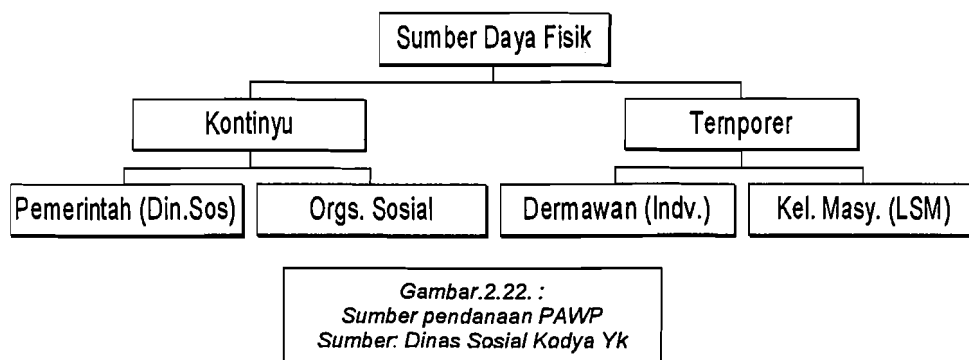 Sumber Daya Fisik
Kontinyu
Ternporer
Pemerintah (Din.Sos)
Orgs. Sosial
Dermawan (Indv.)
Kel. Masy. (LSM)
Gambar.2.22. :
Sumber pendanaan PAWP
Sumber: Dinas Sosial Kodya Yk